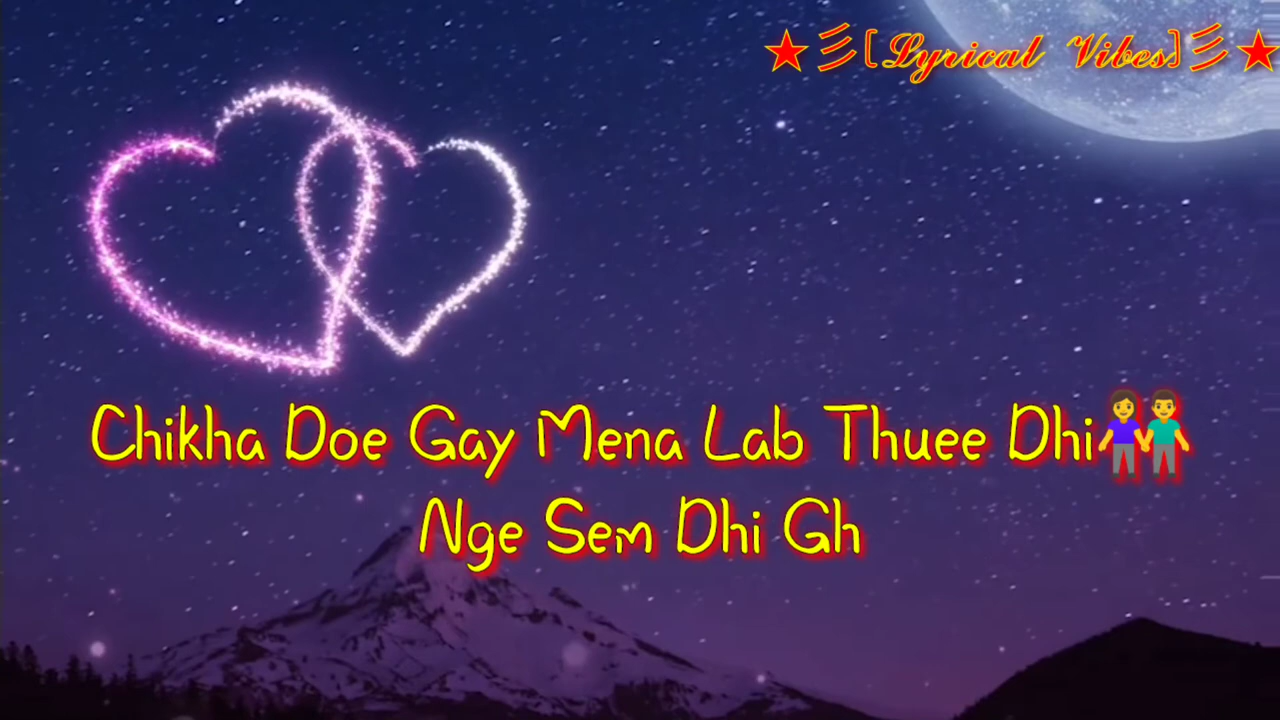 ★彡[Lyrical Vibes]彡★
Chikha Doe Gay Mena Lab Thuee Dhi👫
Nge Sem Dhi Gh